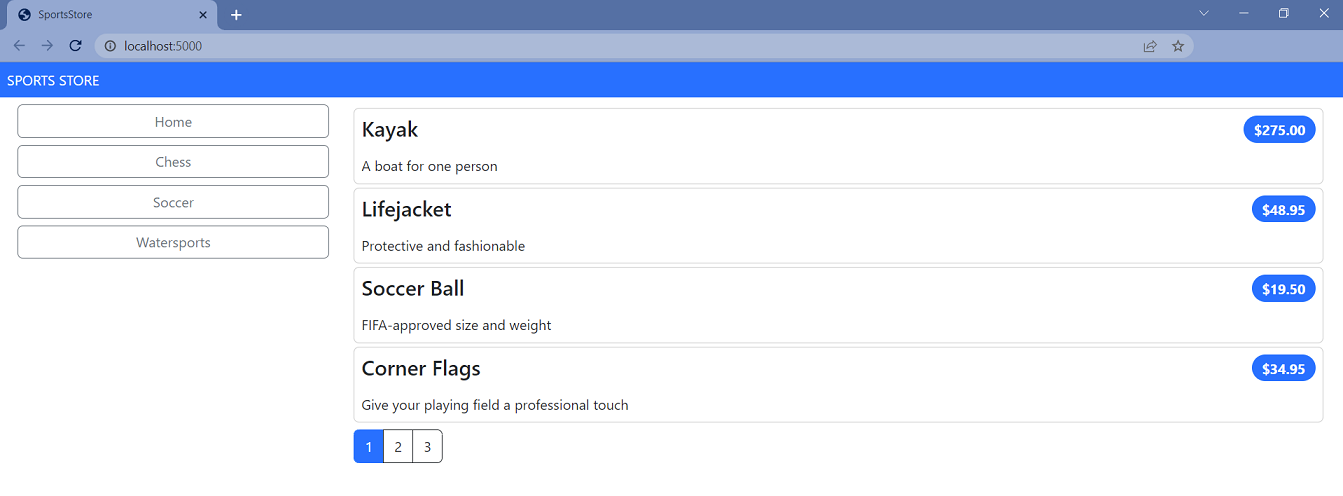 SportsStore
localhost:5000
SPORTS STORE
Home
Chess
Soccer
Watersports
Kayak
$275.00
A boat for one person
Lifejacket
$48.95
Protective and fashionable
Soccer Ball
$19.50
FIFA-approved size and weight
Corner Flags
$34.95
Give your playing field a professional touch
1 2 3